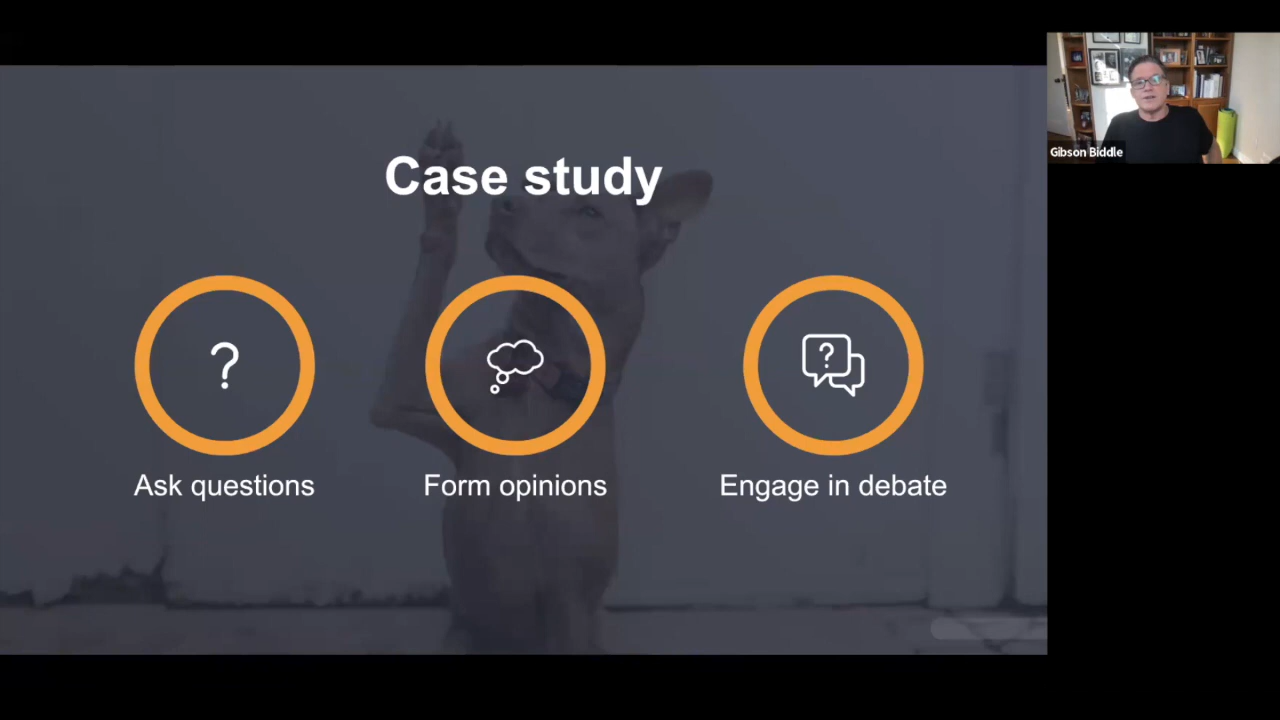 Case study
Ask questions
Form opinions
Engage in debate
Gibson Biddle